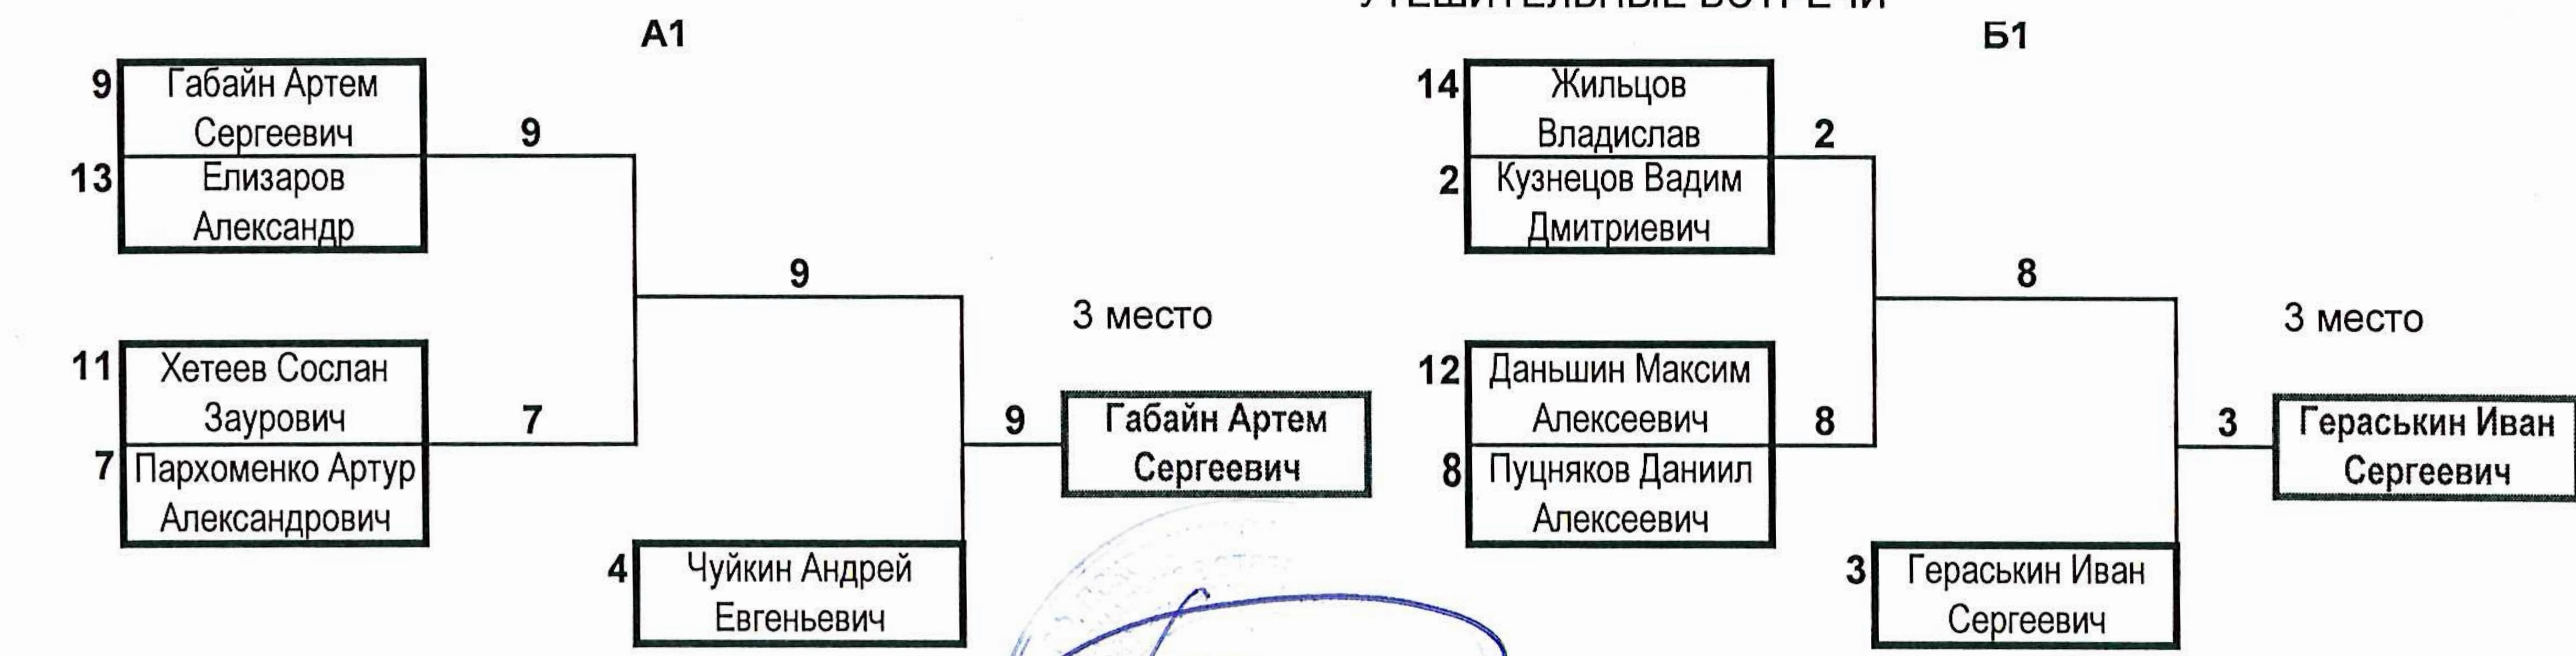 УТЕШИТЕЛЬНЫЕ ВСТРЕЧИ
А1
9
Габайн Артем
Сергеевич
13
Елизаров
Александр
9
11
Хетеев Сослан
Заурович
7
Пархоменко Артур
Александрович
7
9
4
Чуйкин Андрей
Евгеньевич
3 место
9
Габайн Артем
Сергеевич
Б1
14
Жильцов
Владислав
2
Кузнецов Вадим
Дмитриевич
2
12
Даньшин Максим
Алексеевич
8
Пуцняков Даниил
Алексеевич
8
8
3
Гераськин Иван
Сергеевич
3 место
3
Гераськин Иван
Сергеевич